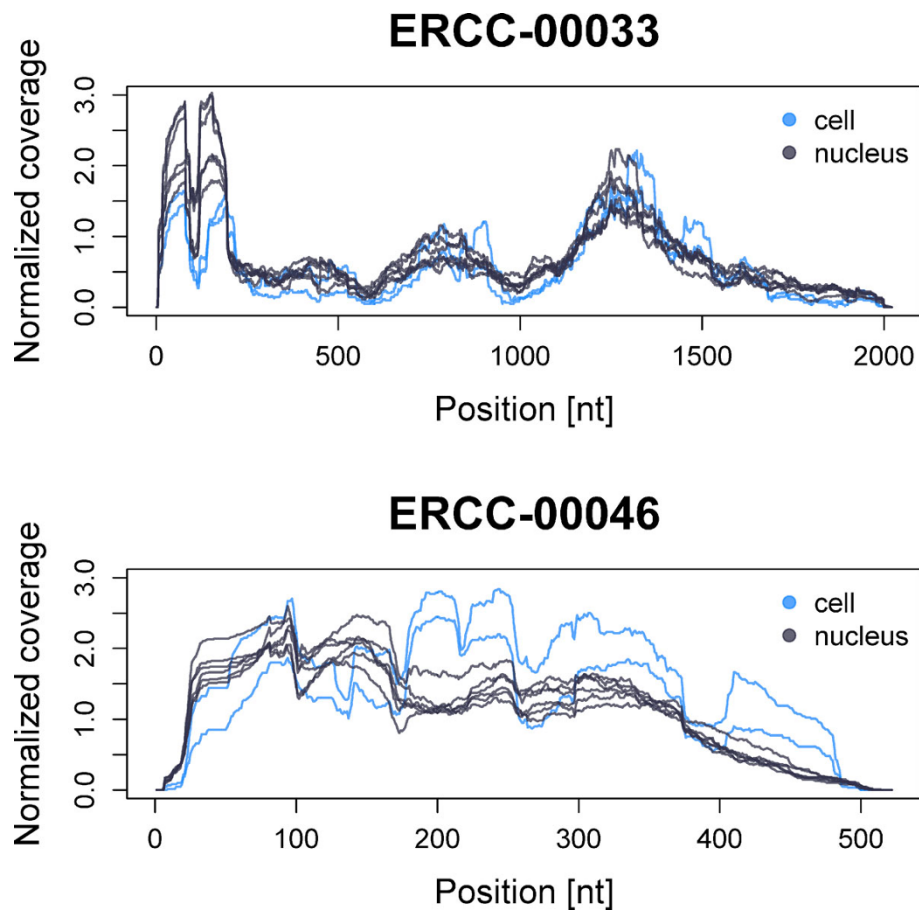 ERCC-00033
Normalized coverage
3.0
2.0
1.0
0.0
cell
nucleus
0 500 1000 1500 2000
Position [nt]
ERCC-00046
Normalized coverage
3.0
2.0
1.0
0.0
cell
nucleus
0 100 200 300 400 500
Position [nt]